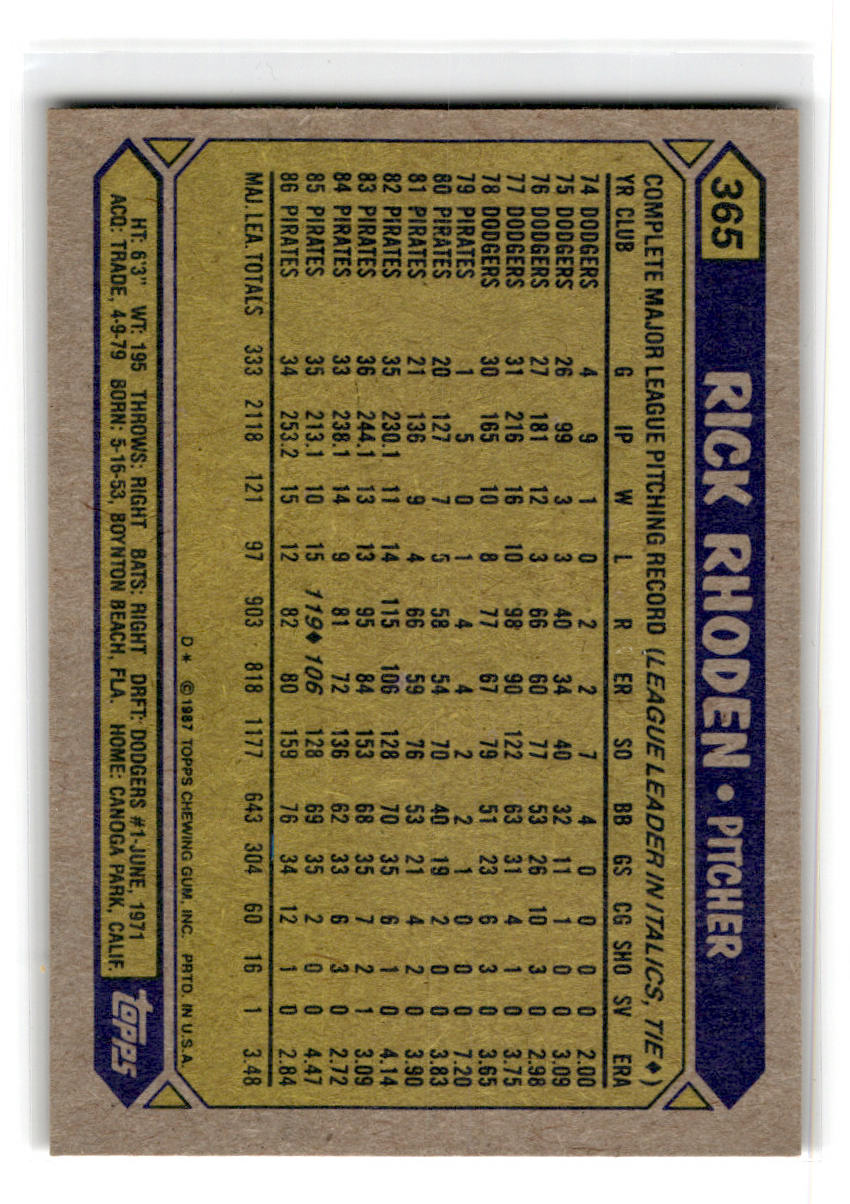 365 RICK RHODEN • PITCHER
COMPLETE MAJOR LEAGUE PITCHING RECORD (LEAGUE LEADER IN ITALICS, TIE ♦)
YR CLUB G IP W L R ER SO BB GS CG SHO SV ERA
74 DODGERS 4 9 1 0 2 2 7 4 0 0 0 0 2.00
75 DODGERS 26 99 3 3 40 34 40 32 11 1 0 0 3.09
76 DODGERS 27 181 12 3 66 60 77 53 26 10 3 0 2.98
77 DODGERS 31 216 16 10 98 90 122 63 31 4 1 0 3.75
78 DODGERS 30 165 10 8 77 67 79 51 23 6 3 0 3.65
79 PIRATES 1 5 0 1 4 4 2 2 1 0 0 0 7.20
80 PIRATES 20 127 7 5 58 54 70 40 19 2 0 0 3.83
81 PIRATES 21 136 9 4 66 59 76 53 21 4 2 0 3.90
82 PIRATES 35 230.1 11 14 115 106 128 70 35 6 1 0 4.14
83 PIRATES 36 244.1 13 13 95 84 153 68 35 7 2 1 3.09
84 PIRATES 33 238.1 14 9 81 72 136 62 33 6 3 0 2.72
85 PIRATES 35 213.1 10 15 119♦ 106 128 69 35 2 0 0 4.47
86 PIRATES 34 253.2 15 12 82 80 159 76 34 12 1 0 2.84
MAJ. LEA. TOTALS 333 2118 121 97 903 818 1177 643 304 60 16 1 3.48
D* © 1987 TOPPS CHEWING GUM, INC. PRTD. IN U.S.A.
HT: 6'3" WT: 195 THROWS: RIGHT BATS: RIGHT DRFT: DODGERS #1-JUNE, 1971
ACQ: TRADE, 4-9-79 BORN: 5-16-53, BOYNTON BEACH, FLA. HOME: CANOGA PARK, CALIF.
topps